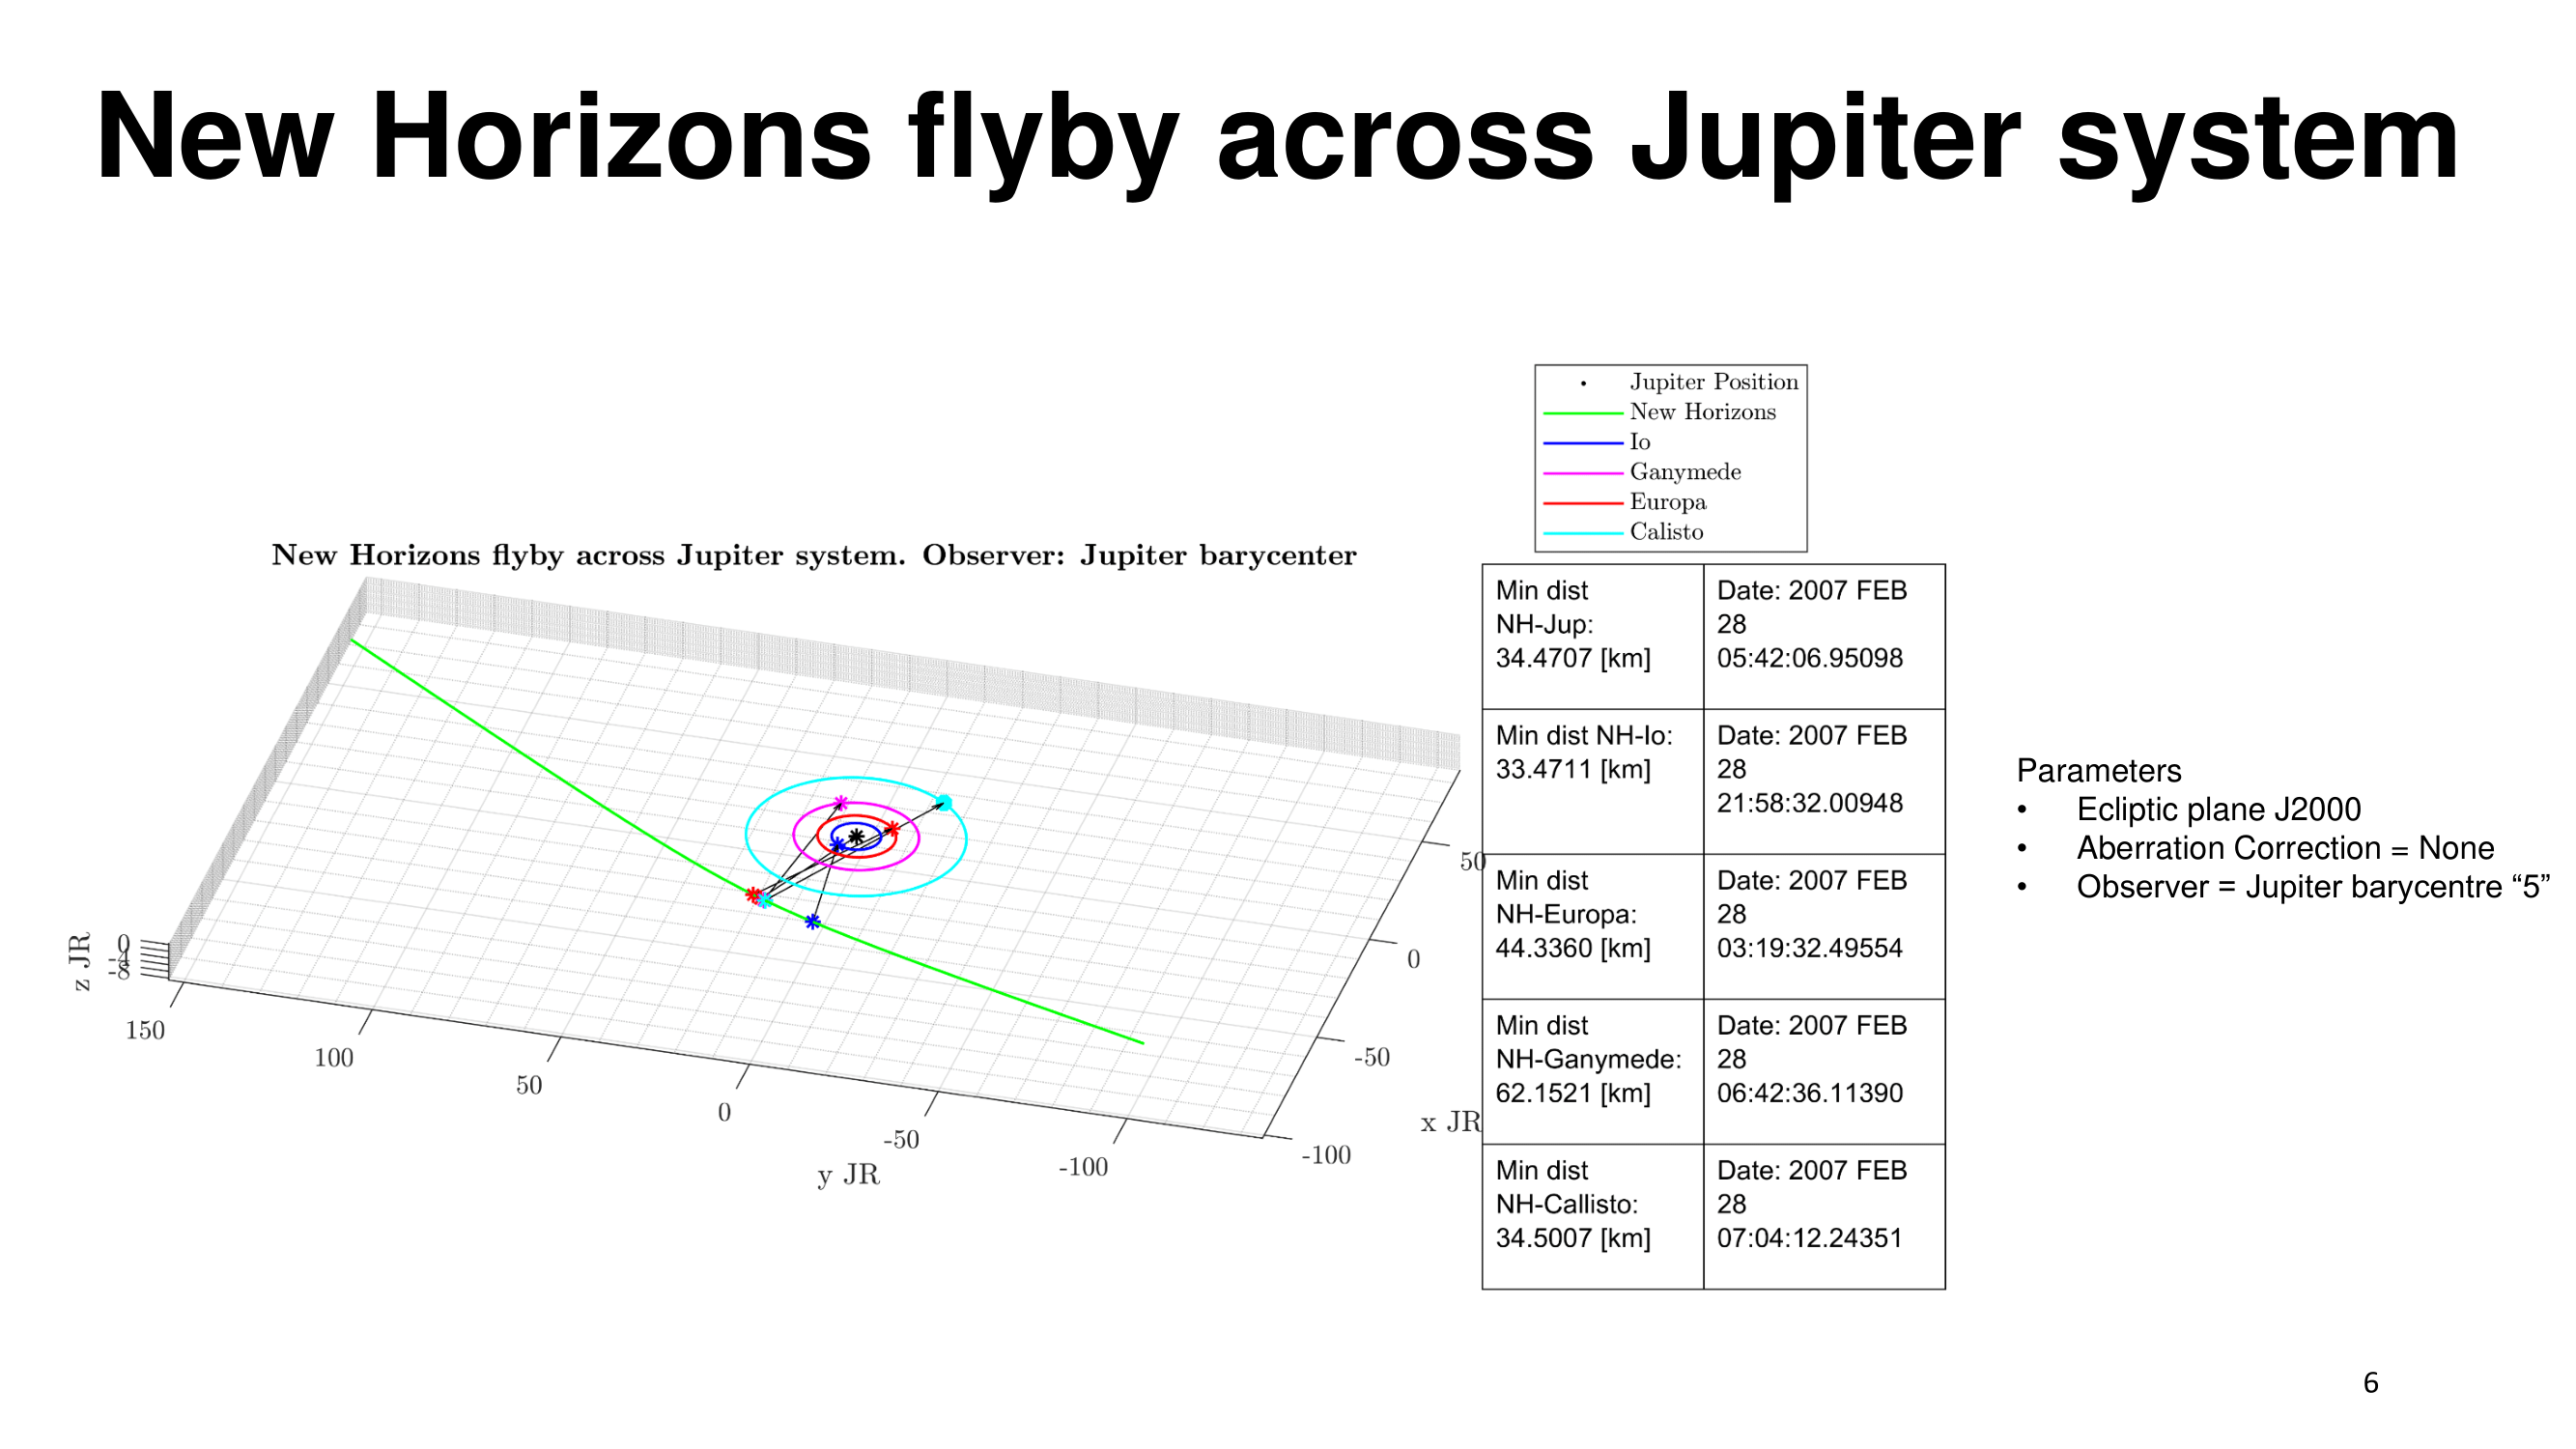 New Horizons flyby across Jupiter system
Jupiter Position
New Horizons
Io
Ganymede
Europa
Calisto
New Horizons flyby across Jupiter system. Observer: Jupiter barycenter
z JR
0
-4
-8
150
100
50
0
-50
-100
y JR
50
0
-50
-100
x JR
Min dist
NH-Jup:
34.4707 [km]
Date: 2007 FEB
28
05:42:06.95098
Min dist NH-Io:
33.4711 [km]
Date: 2007 FEB
28
21:58:32.00948
Min dist
NH-Europa:
44.3360 [km]
Date: 2007 FEB
28
03:19:32.49554
Min dist
NH-Ganymede:
62.1521 [km]
Date: 2007 FEB
28
06:42:36.11390
Min dist
NH-Callisto:
34.5007 [km]
Date: 2007 FEB
28
07:04:12.24351
Parameters
• Ecliptic plane J2000
• Aberration Correction = None
• Observer = Jupiter barycentre “5”
6